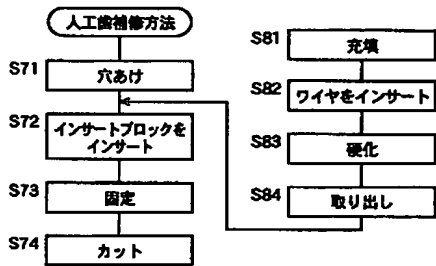 人工歯補修方法
S71
穴あけ
S72
インサートブロックを
インサート
S73
固定
S74
カット
S81
充填
S82
ワイヤをインサート
S83
硬化
S84
取り出し